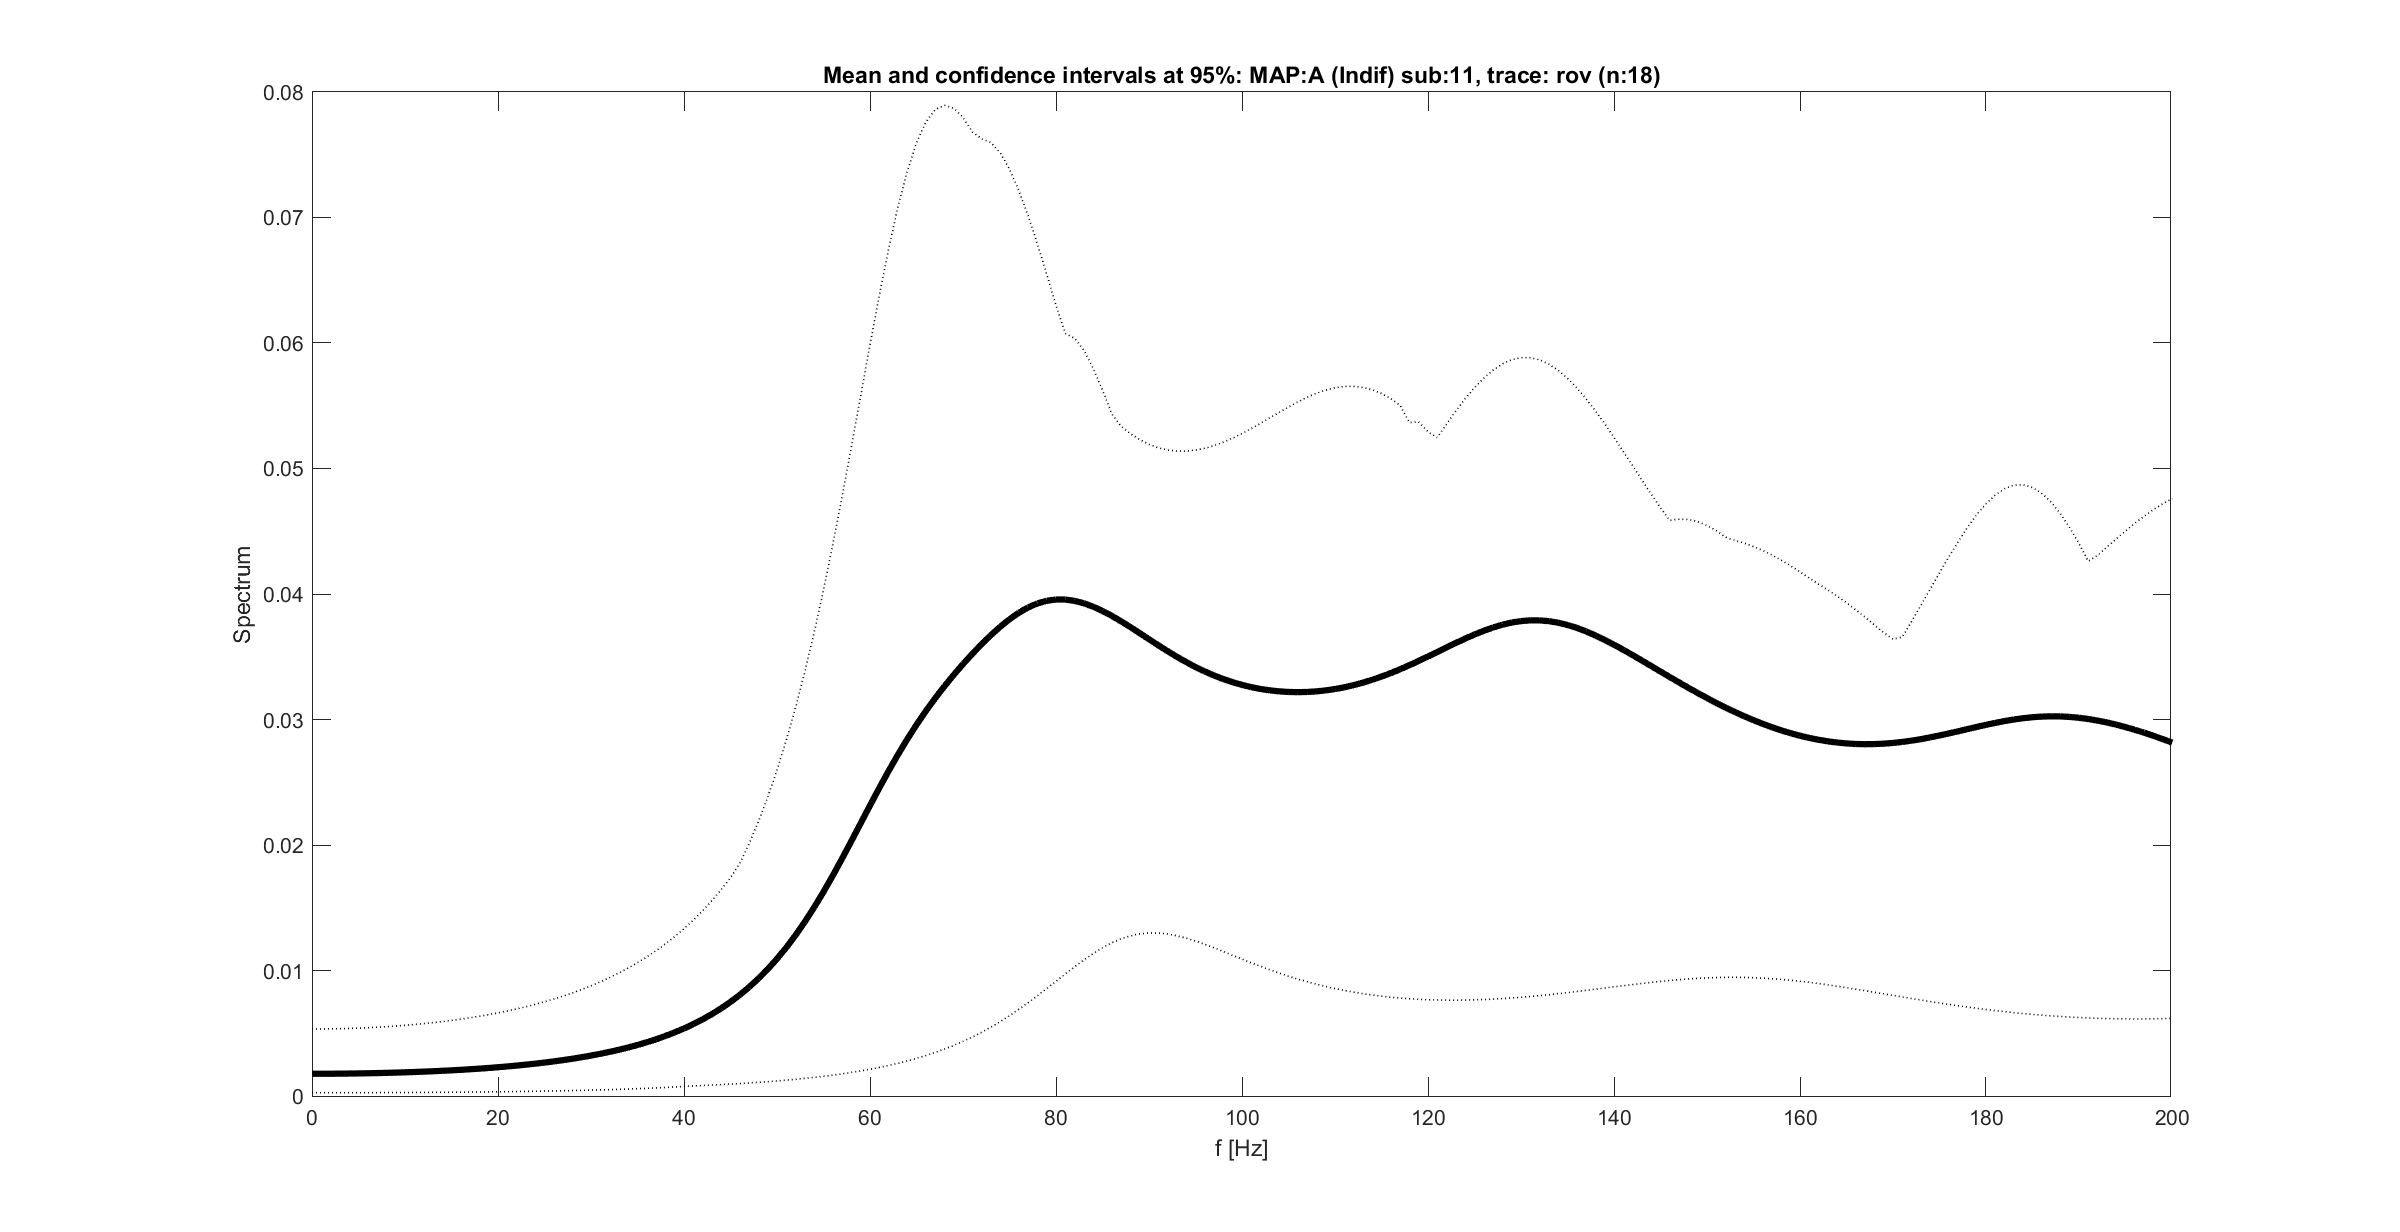 Mean and confidence intervals at 95%: MAP:A (Indif) sub:11, trace: rov (n:18)
0.08
0.07
0.06
0.05
0.04
0.03
0.02
0.01
0
Spectrum
0 20 40 60 80 100 120 140 160 180 200
f [Hz]